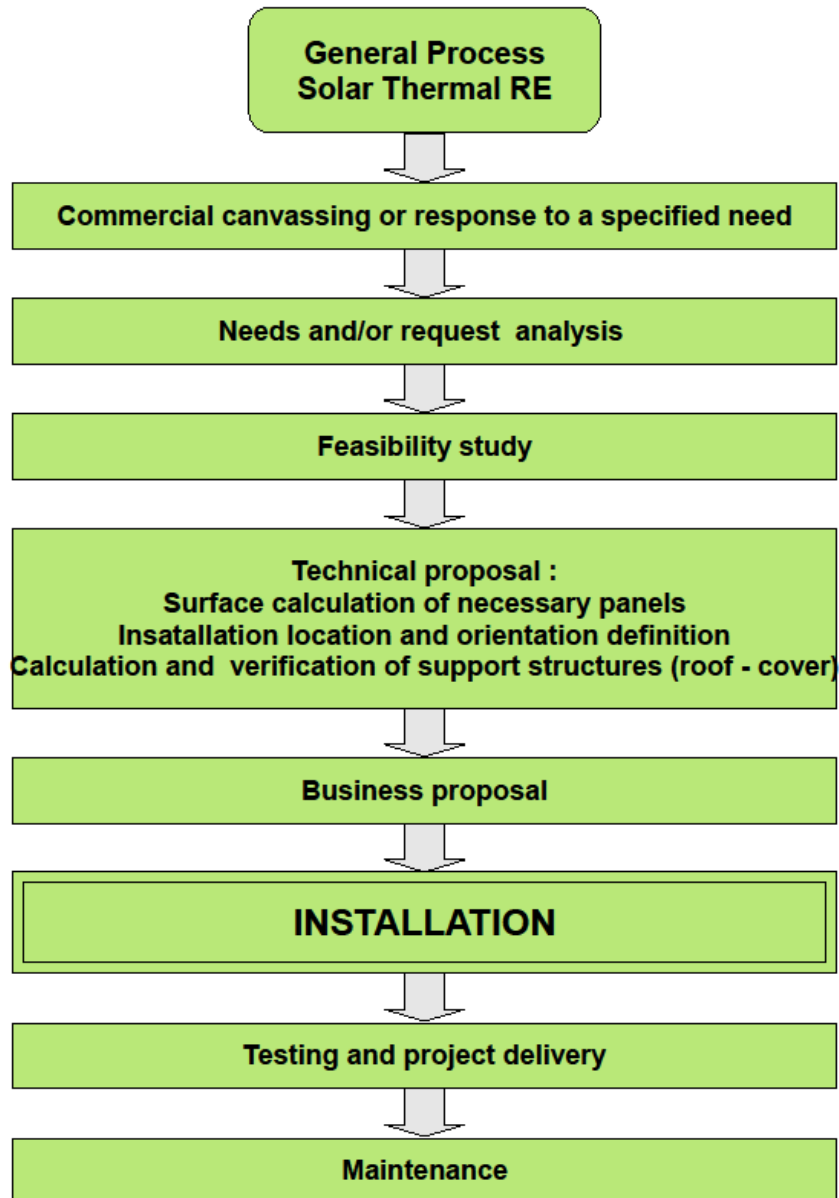 General Process
Solar Thermal RE
Commercial canvassing or response to a specified need
Needs and/or request  analysis
Feasibility study
Technical proposal :
Surface calculation of necessary panels
Insatallation location and orientation definition
Calculation and  verification of support structures (roof - cover)
Business proposal
INSTALLATION
Testing and project delivery
Maintenance